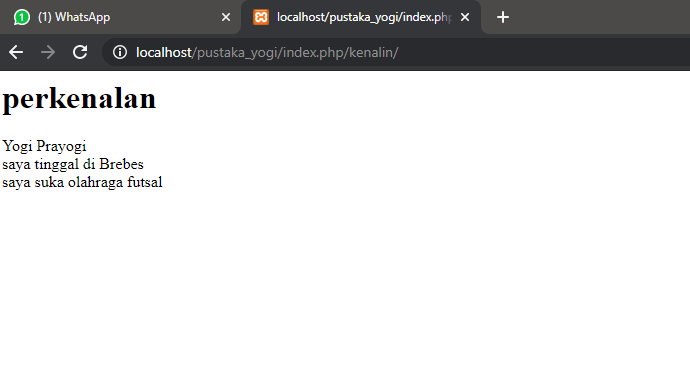 (1) WhatsApp
localhost/pustaka_yogi/index.php
localhost/pustaka_yogi/index.php/kenalin/
perkenalan
Yogi Prayogi
saya tinggal di Brebes
saya suka olahraga futsal